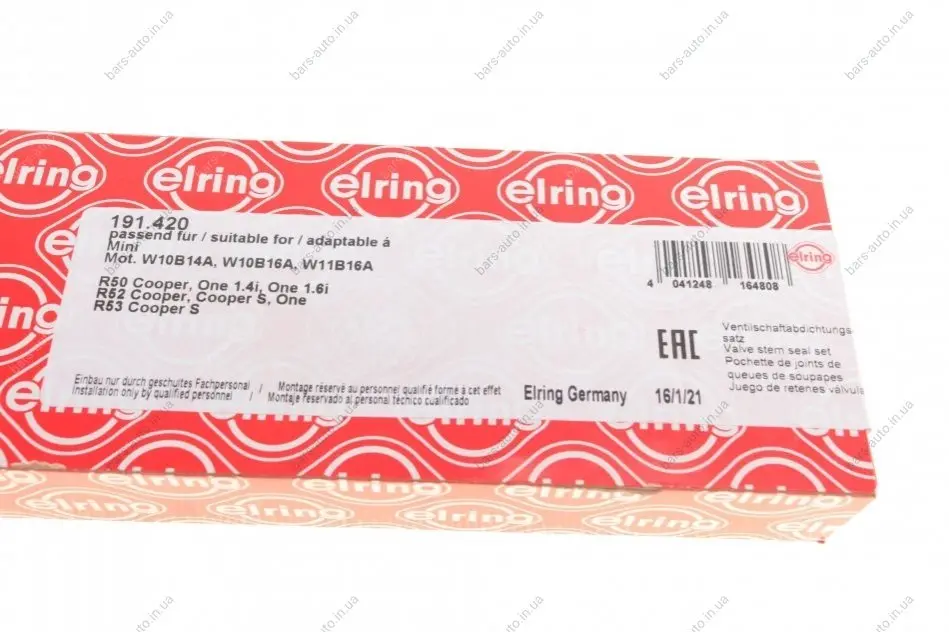 elring elring elring elring elring
191.420
passend für / suitable for / adaptable á
Mini
Mot. W10B14A, W10B16A, W11B16A
R50 Cooper, One 1.4i, One 1.6i
R52 Cooper, Cooper S, One
R53 Cooper S
4 041248 164808
elring
EAC
Ventilschaftabdichtungs-
satz
Valve stem seal set
Pochette de joints de
queues de soupapes
Juego de retenes válvula
Einbau nur durch geschultes Fachpersonal / Montage réservé au personnel qualifié formé à cet effet
Installation only by qualified personnel / Montaje reservado al personal técnico cualificado
Elring Germany 16/1/21
elring elring elring
bars-auto.in.ua